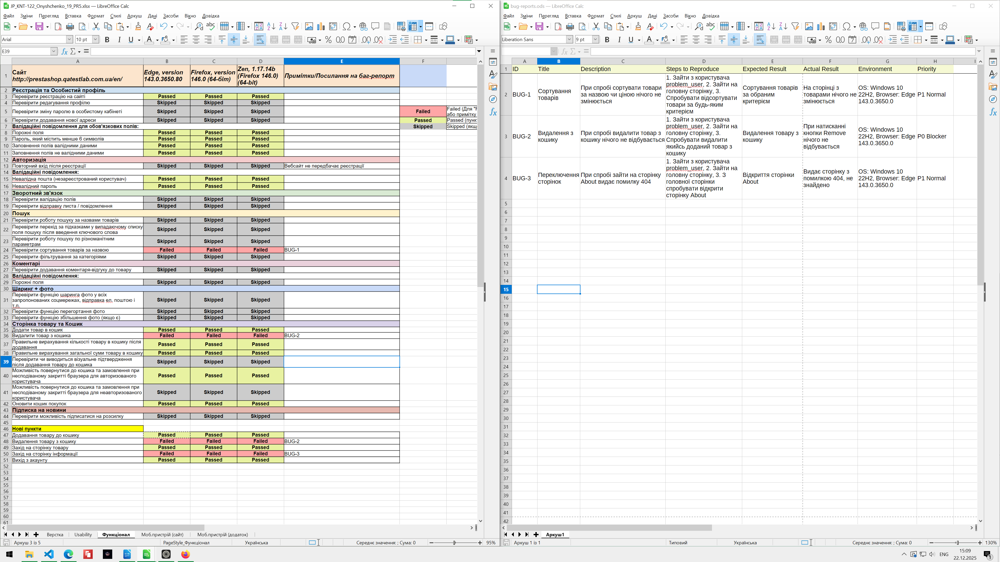 JP_KNT-122_Onyshchenko_19_PR5.xlsx — LibreOffice Calc
Файл Зміни Перегляд Вставка Формат Стилі Аркуш Дані Засоби Вікно Довідка
Arial 10 pt
E39
A B C D E F
1 Сайт http://prestashop.qatestlab.com.ua/en/ Edge, version 143.0.3650.80 Firefox, version 146.0 (64-біт) Zen, 1.17.14b (Firefox 146.0) (64-bit) Примітки/Посилання на баг-репорт
2 Реєстрація та Особистий профіль
3 Перевірити реєстрацію на сайті Passed Passed Passed
4 Перевірити редагування профілю Skipped Skipped Skipped
5 Перевірити зміну паролю в особистому кабінеті Skipped Skipped Skipped Failed Failed (Для "F
або примітку
6 Перевірити додавання нової адреси Skipped Skipped Skipped Passed Passed (пунк
7 Валідаційні повідомлення для обов'язкових полів: Skipped Skipped (якщ
8 Порожні поля Passed Passed Passed
9 Пароль, який містить менше 6 символів Passed Passed Passed
10 Заповнення полів валідними даними Passed Passed Passed
11 Заповнення полів не валідними даними Passed Passed Passed
12 Авторизація
13 Повторний вхід після реєстрації Skipped Skipped Skipped Вебсайт не передбачає реєстрації
14 Валідаційні повідомлення:
15 Невалідна пошта (незареєстрований користувач) Passed Passed Passed
16 Невалідний пароль Passed Passed Passed
17 Зворотний зв'язок
18 Перевірити валідацію полів Skipped Skipped Skipped
19 Перевірити відправку листа / повідомлення Skipped Skipped Skipped
20 Пошук
21 Перевірити роботу пошуку за назвами товарів Skipped Skipped Skipped
22 Перевірити перехід за підказками у випадаючому списку поля пошуку після введення ключового слова Skipped Skipped Skipped
23 Перевірити роботу пошуку по різноманітним параметрам Skipped Skipped Skipped
24 Перевірити сортування товарів за назвою Failed Failed Failed BUG-1
25 Перевірити фільтрування за категоріями Skipped Skipped Skipped
26 Коментарі
27 Перевірити додавання коментаря-відгуку до товару Skipped Skipped Skipped
28 Валідаційні повідомлення:
29 Порожні поля Skipped Skipped Skipped
30 Шаринг + фото
31 Перевірити функцію шаринга фото у всіх запропонованих соцмережах, відправка ел. поштою і т.п. Skipped Skipped Skipped
32 Перевірити функцію перегортання фото Skipped Skipped Skipped
33 Перевірити функцію збільшення фото (якщо є) Skipped Skipped Skipped
34 Сторінка товару та Кошик
35 Додати товар в кошик Passed Passed Passed
36 Видалити товар з кошика Failed Failed Failed BUG-2
37 Правильне вирахування кількості товару в кошику після додавання Passed Passed Passed
38 Правильне вирахування загальної суми товару в кошику Passed Passed Passed
39 Перевірити чи виводиться візуальне підтвердження після додавання товару до кошика Skipped Skipped Skipped
40 Можливість повернутися до кошика та замовлення при несподіваному закритті браузера для авторизованого користувача Passed Passed Passed
41 Можливість повернутися до кошика та замовлення при несподіваному закритті браузера для неавторизованого користувача Skipped Skipped Skipped
42 Оновити кошик покупок Passed Passed Passed
43 Підписка на новини
44 Перевірити можливість підписатися на розсилку Skipped Skipped Skipped
45
46 Нові пункти
47 Додавання товару до кошику Passed Passed Passed
48 Видалення товару з кошику Failed Failed Failed BUG-2
49 Захід на сторінку товару Passed Passed Passed
50 Захід на сторінку інформації Failed Failed Failed BUG-3
51 Вихід з акаунту Passed Passed Passed
52
53
54
55
56
57
58
59
60
61
Верстка Usability Функціонал Моб.пристрій (сайт) Моб.пристрій (додаток)
Аркуш 3 із 5 PageStyle_Функціонал Українська Середнє значення: ; Сума: 0 95%
bug-reports.ods — LibreOffice Calc
Файл Зміни Перегляд Вставка Формат Стилі Аркуш Дані Засоби Вікно Довідка
Liberation Sans 9 pt
A B C D E F G H I
1 ID Title Description Steps to Reproduce Expected Result Actual Result Environment Priority
2 BUG-1 Сортування товарів При спробі сортувати товари за назвою чи ціною нічого не змінюється 1. Зайти з користувача problem_user, 2. Зайти на головну сторінку, 3. Спробувати відсортувати товари за будь-яким критерієм Сортування товарів за обраним критерієм На сторінці з товарами нічого не змінюється OS: Windows 10 22H2, Browser: Edge 143.0.3650.0 P1 Normal
3 BUG-2 Видалення з кошику При спробі видалити товар з кошику нічого не відбувається 1. Зайти з користувача problem_user, 2. Зайти на головну сторінку, 3. Спробувати видалити якийсь доданий товар з кошику Видалення товару з кошику При натисканні кнопки Remove нічого не відбувається OS: Windows 10 22H2, Browser: Edge 143.0.3650.0 P0 Blocker
4 BUG-3 Переключення сторінок При спробі зайти на сторінку About видає помилку 404 1. Зайти з користувача problem_user, 2. Зайти на головну сторінку, 3. З головної сторінки спробувати відкрити сторінку About Відкриття сторінки About Видає сторінку з помилкою 404, не знайдено OS: Windows 10 22H2, Browser: Edge 143.0.3650.0 P1 Normal
5
6
7
8
9
10
11
12
13
14
15
16
17
18
19
20
21
22
23
24
25
26
27
28
29
30
31
32
33
34
35
36
37
38
39
40
41
42
Аркуш1
Аркуш 1 із 1 Типовий Українська Середнє значення: ; Сума: 0 130%
ENG 15:09
22.12.2025
1